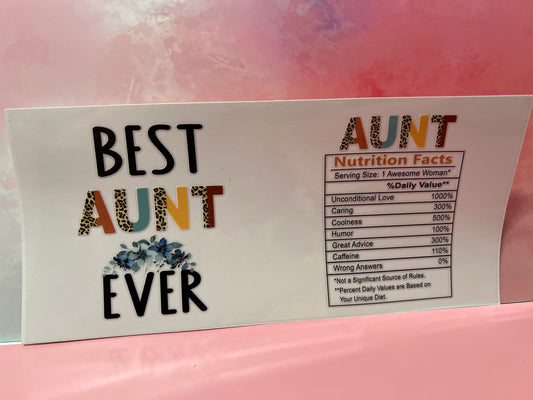 BEST
AUNT
EVER
AUNT
Nutrition Facts
Serving Size: 1 Awesome Woman*
%Daily Value**
Unconditional Love 1000%
Caring 300%
Coolness 500%
Humor 100%
Great Advice 300%
Caffeine 110%
Wrong Answers 0%
*Not a Significant Source of Rules.
**Percent Daily Values are Based on
Your Unique Diet.